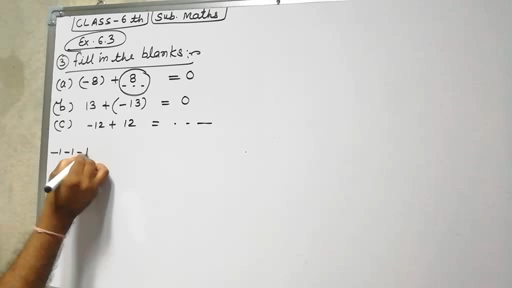 CLASS-6th Sub. Maths
Ex. 6.3
③ fill in the blanks:~
(a) (-8) + 8 = 0
(b) 13 + (-13) = 0
(c) -12 + 12 = . . —
-1-1-1